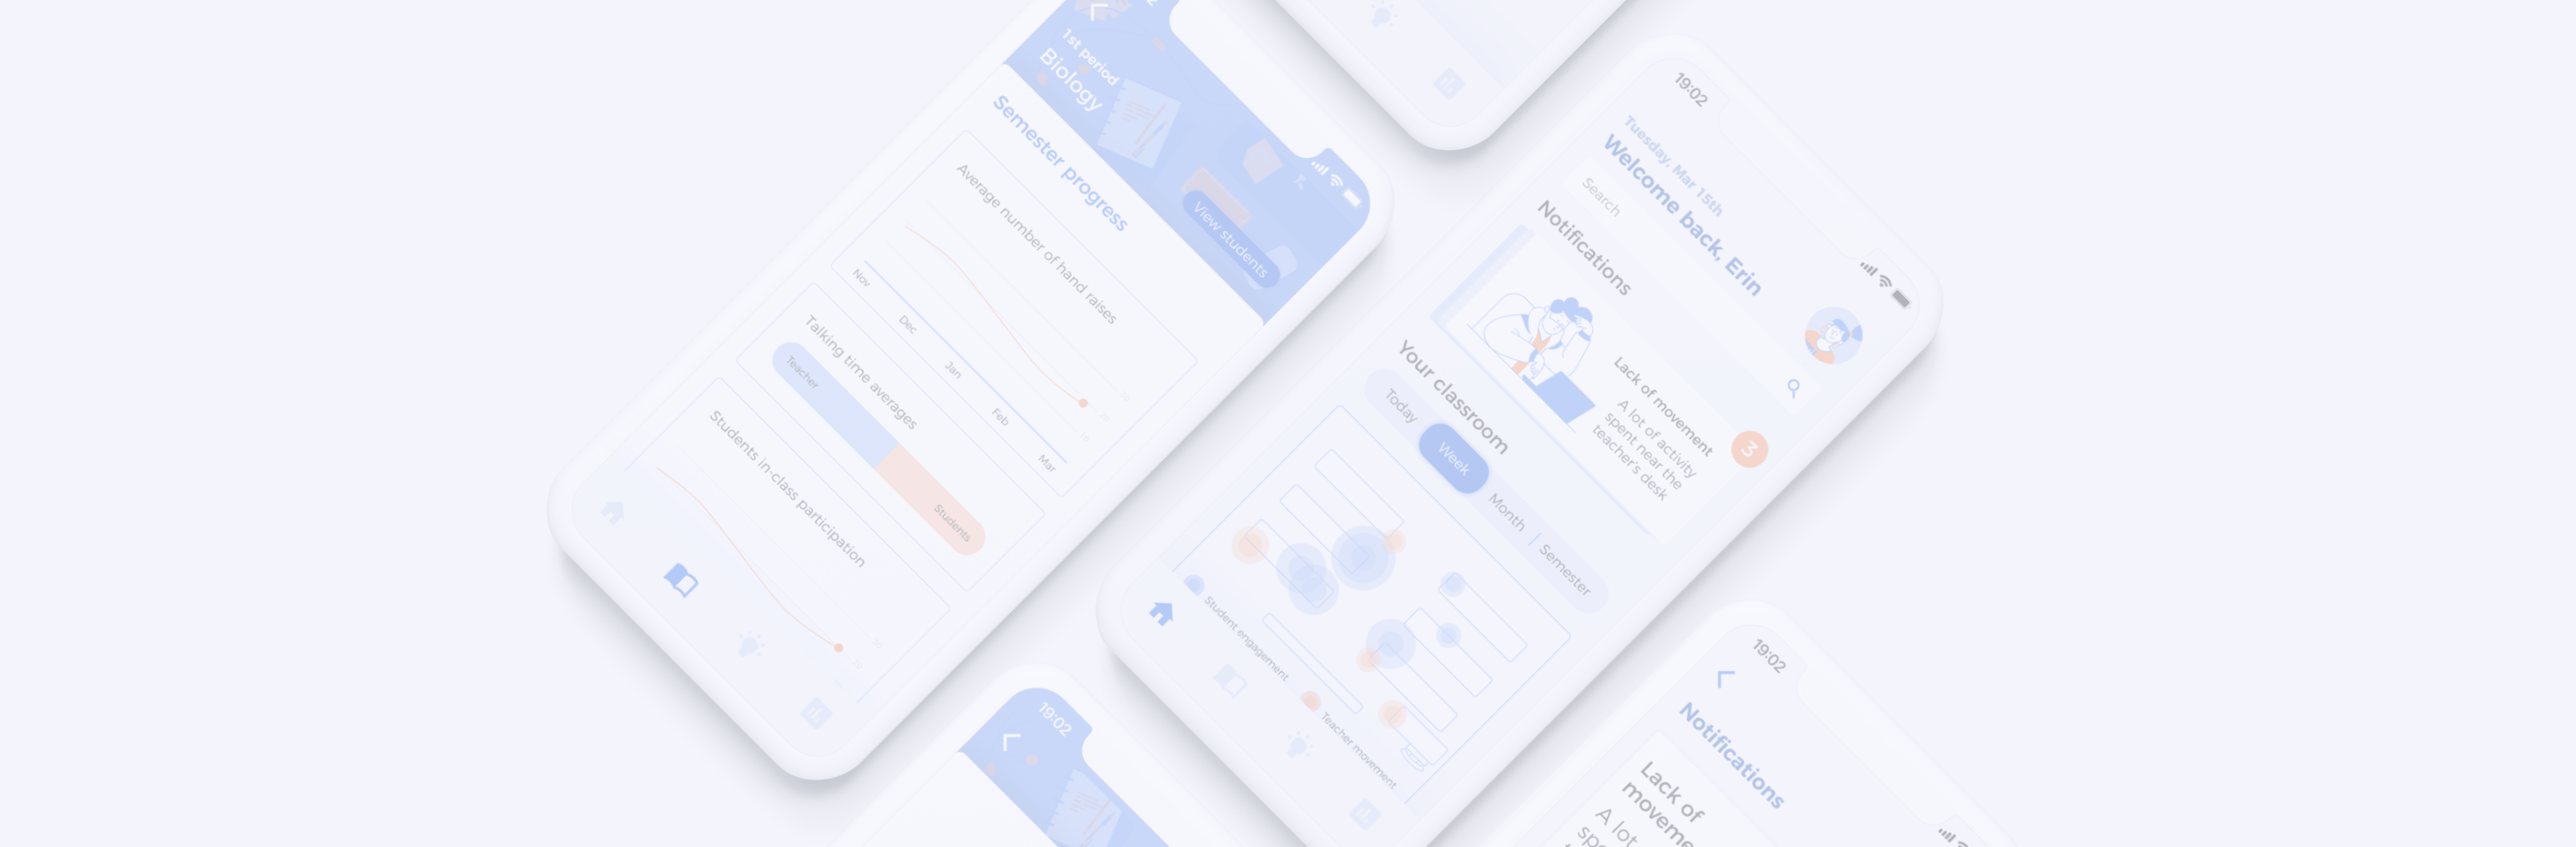 1st period
Biology
View students
Semester progress
Average number of hand raises
Nov
Dec
Jan
Feb
Mar
Talking time averages
Teacher
Students
Students in-class participation
19:02
Tuesday, Mar 15th
Welcome back, Erin
Search
Notifications
3
Lack of movement
A lot of activity
spent near the
teacher's desk
Your classroom
Today
Week
Month
Semester
Student engagement
Teacher movement
19:02
19:02
Notifications
Lack of
moveme
A lot